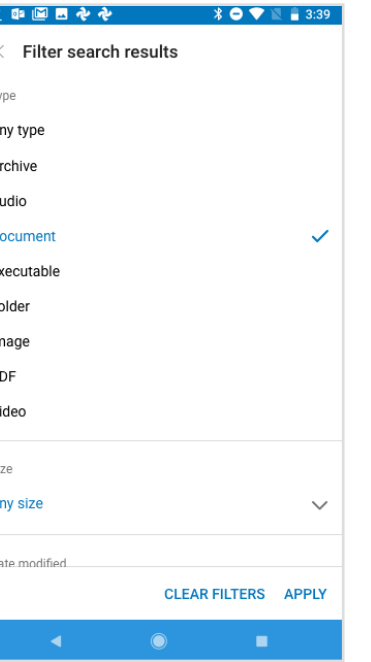 3:39
Filter search results
ype
ny type
rchive
udio
ocument
xecutable
older
mage
DF
ideo
ize
ny size
ate modified
CLEAR FILTERS APPLY